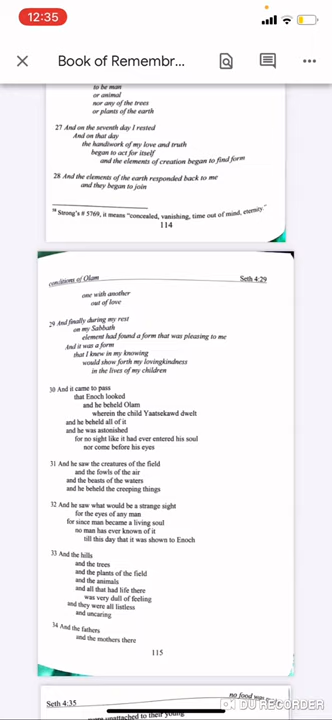 12:35
Book of Remembr...
to be man
or animal
nor any of the trees
or plants of the earth
27 And on the seventh day I rested
And on that day
the handiwork of my love and truth
began to act for itself
and the elements of creation began to find form
28 And the elements of the earth responded back to me
and they began to join
Strong's # 5769, it means "concealed, vanishing, time out of mind, eternity."
114
conditions of Olam
Seth 4:29
one with another
out of love
29 And finally during my rest
on my Sabbath
element had found a form that was pleasing to me
And it was a form
that I knew in my knowing
would show forth my lovingkindness
in the lives of my children
30 And it came to pass
that Enoch looked
and he beheld Olam
wherein the child Yaatsekawd dwelt
and he beheld all of it
and he was astonished
for no sight like it had ever entered his soul
nor come before his eyes
31 And he saw the creatures of the field
and the fowls of the air
and the beasts of the waters
and he beheld the creeping things
32 And he saw what would be a strange sight
for the eyes of any man
for since man became a living soul
no man has ever known of it
till this day that it was shown to Enoch
33 And the hills
and the trees
and the plants of the field
and the animals
and all that had life there
was very dull of feeling
and they were all listless
and uncaring
34 And the fathers
and the mothers there
115
DU RECORDER
Seth 4:35
no food was
were unattached to their young